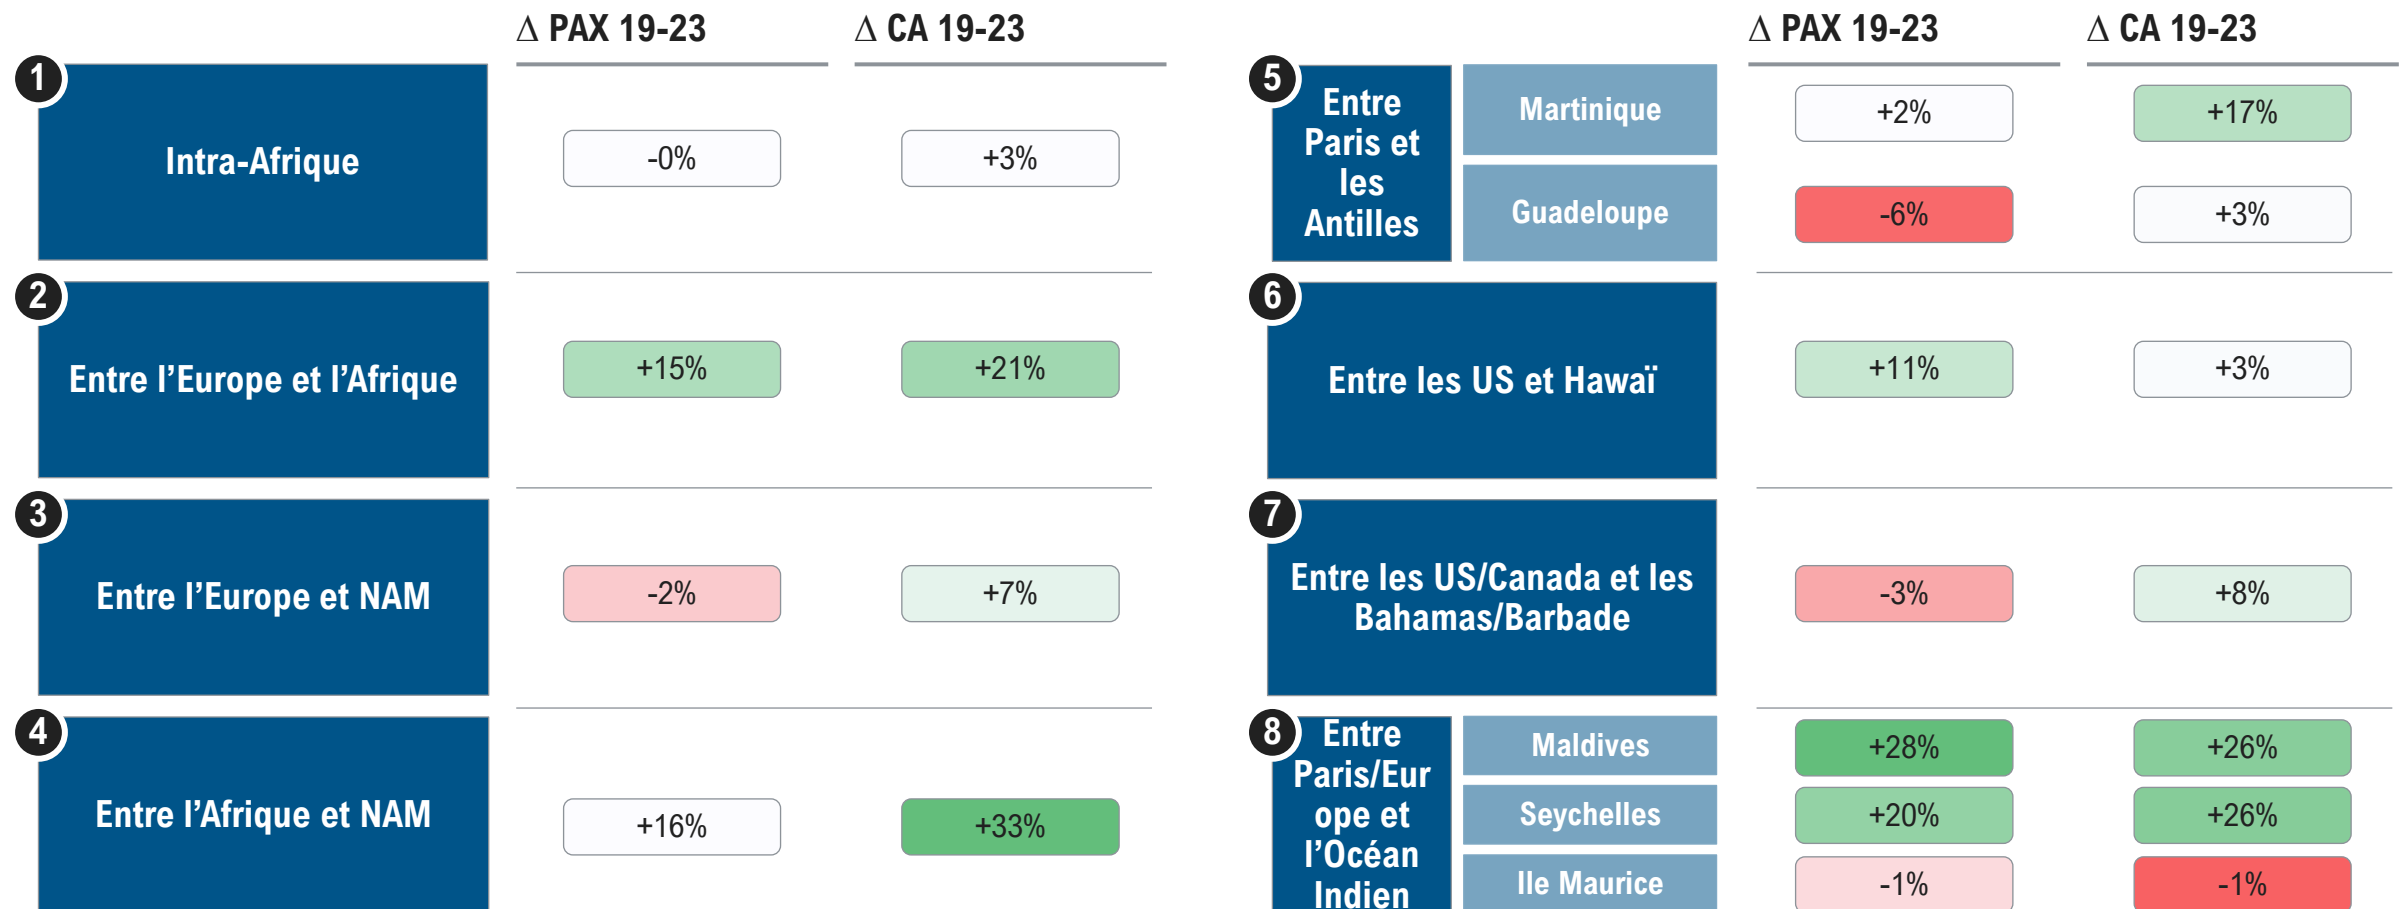 Δ PAX 19-23
Δ CA 19-23
1
Intra-Afrique
-0%
+3%
2
Entre l’Europe et l’Afrique
+15%
+21%
3
Entre l’Europe et NAM
-2%
+7%
4
Entre l’Afrique et NAM
+16%
+33%
Δ PAX 19-23
Δ CA 19-23
5
Entre
Paris et
les
Antilles
Martinique
+2%
+17%
Guadeloupe
-6%
+3%
6
Entre les US et Hawaï
+11%
+3%
7
Entre les US/Canada et les
Bahamas/Barbade
-3%
+8%
8
Entre
Paris/Eur
ope et
l’Océan
Indien
Maldives
+28%
+26%
Seychelles
+20%
+26%
Ile Maurice
-1%
-1%